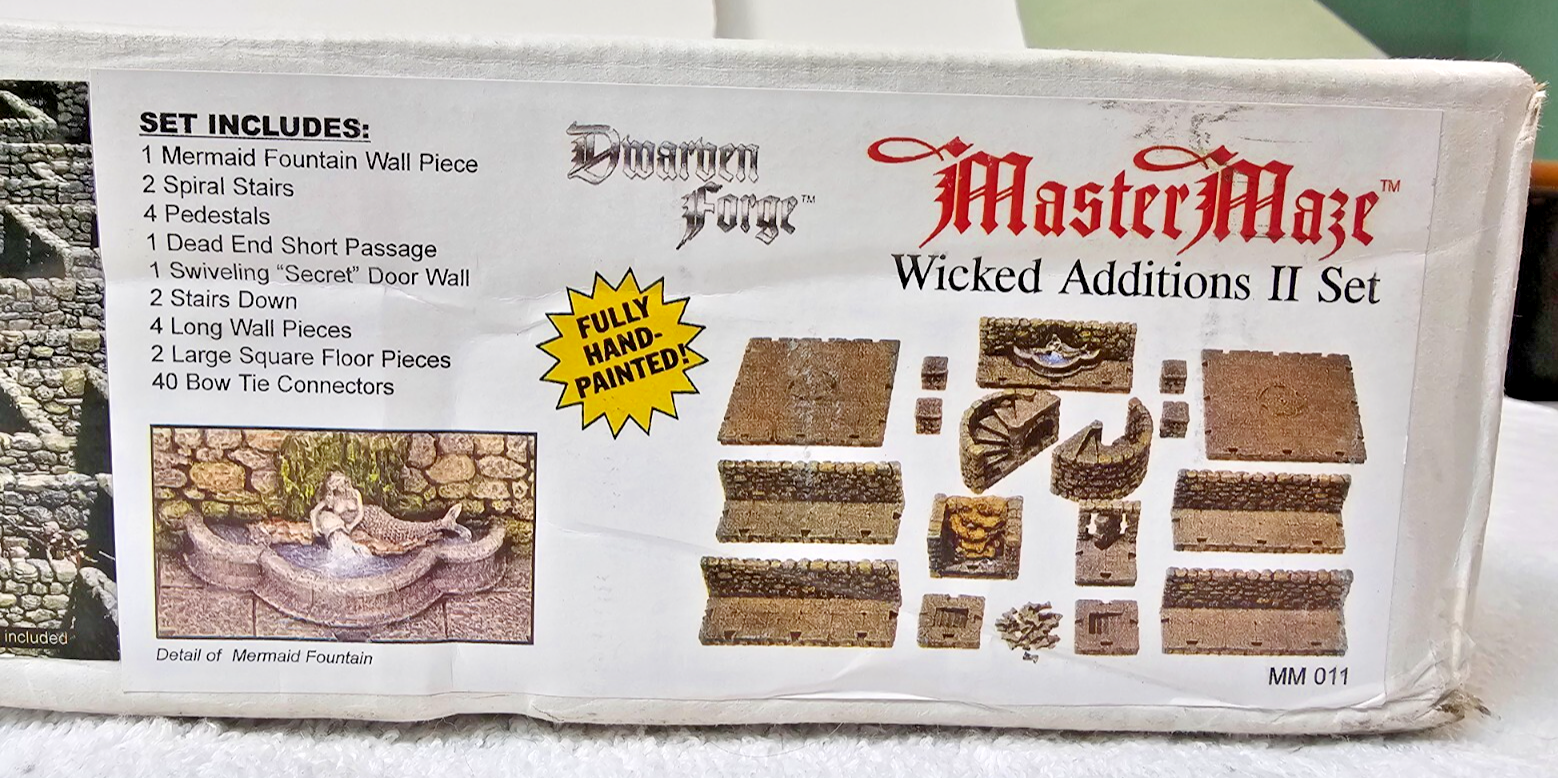 SET INCLUDES:
1 Mermaid Fountain Wall Piece
2 Spiral Stairs
4 Pedestals
1 Dead End Short Passage
1 Swiveling “Secret” Door Wall
2 Stairs Down
4 Long Wall Pieces
2 Large Square Floor Pieces
40 Bow Tie Connectors
Detail of Mermaid Fountain
included
Dwarven
Forge™
FULLY
HAND-
PAINTED!
MasterMaze™
Wicked Additions II Set
MM 011